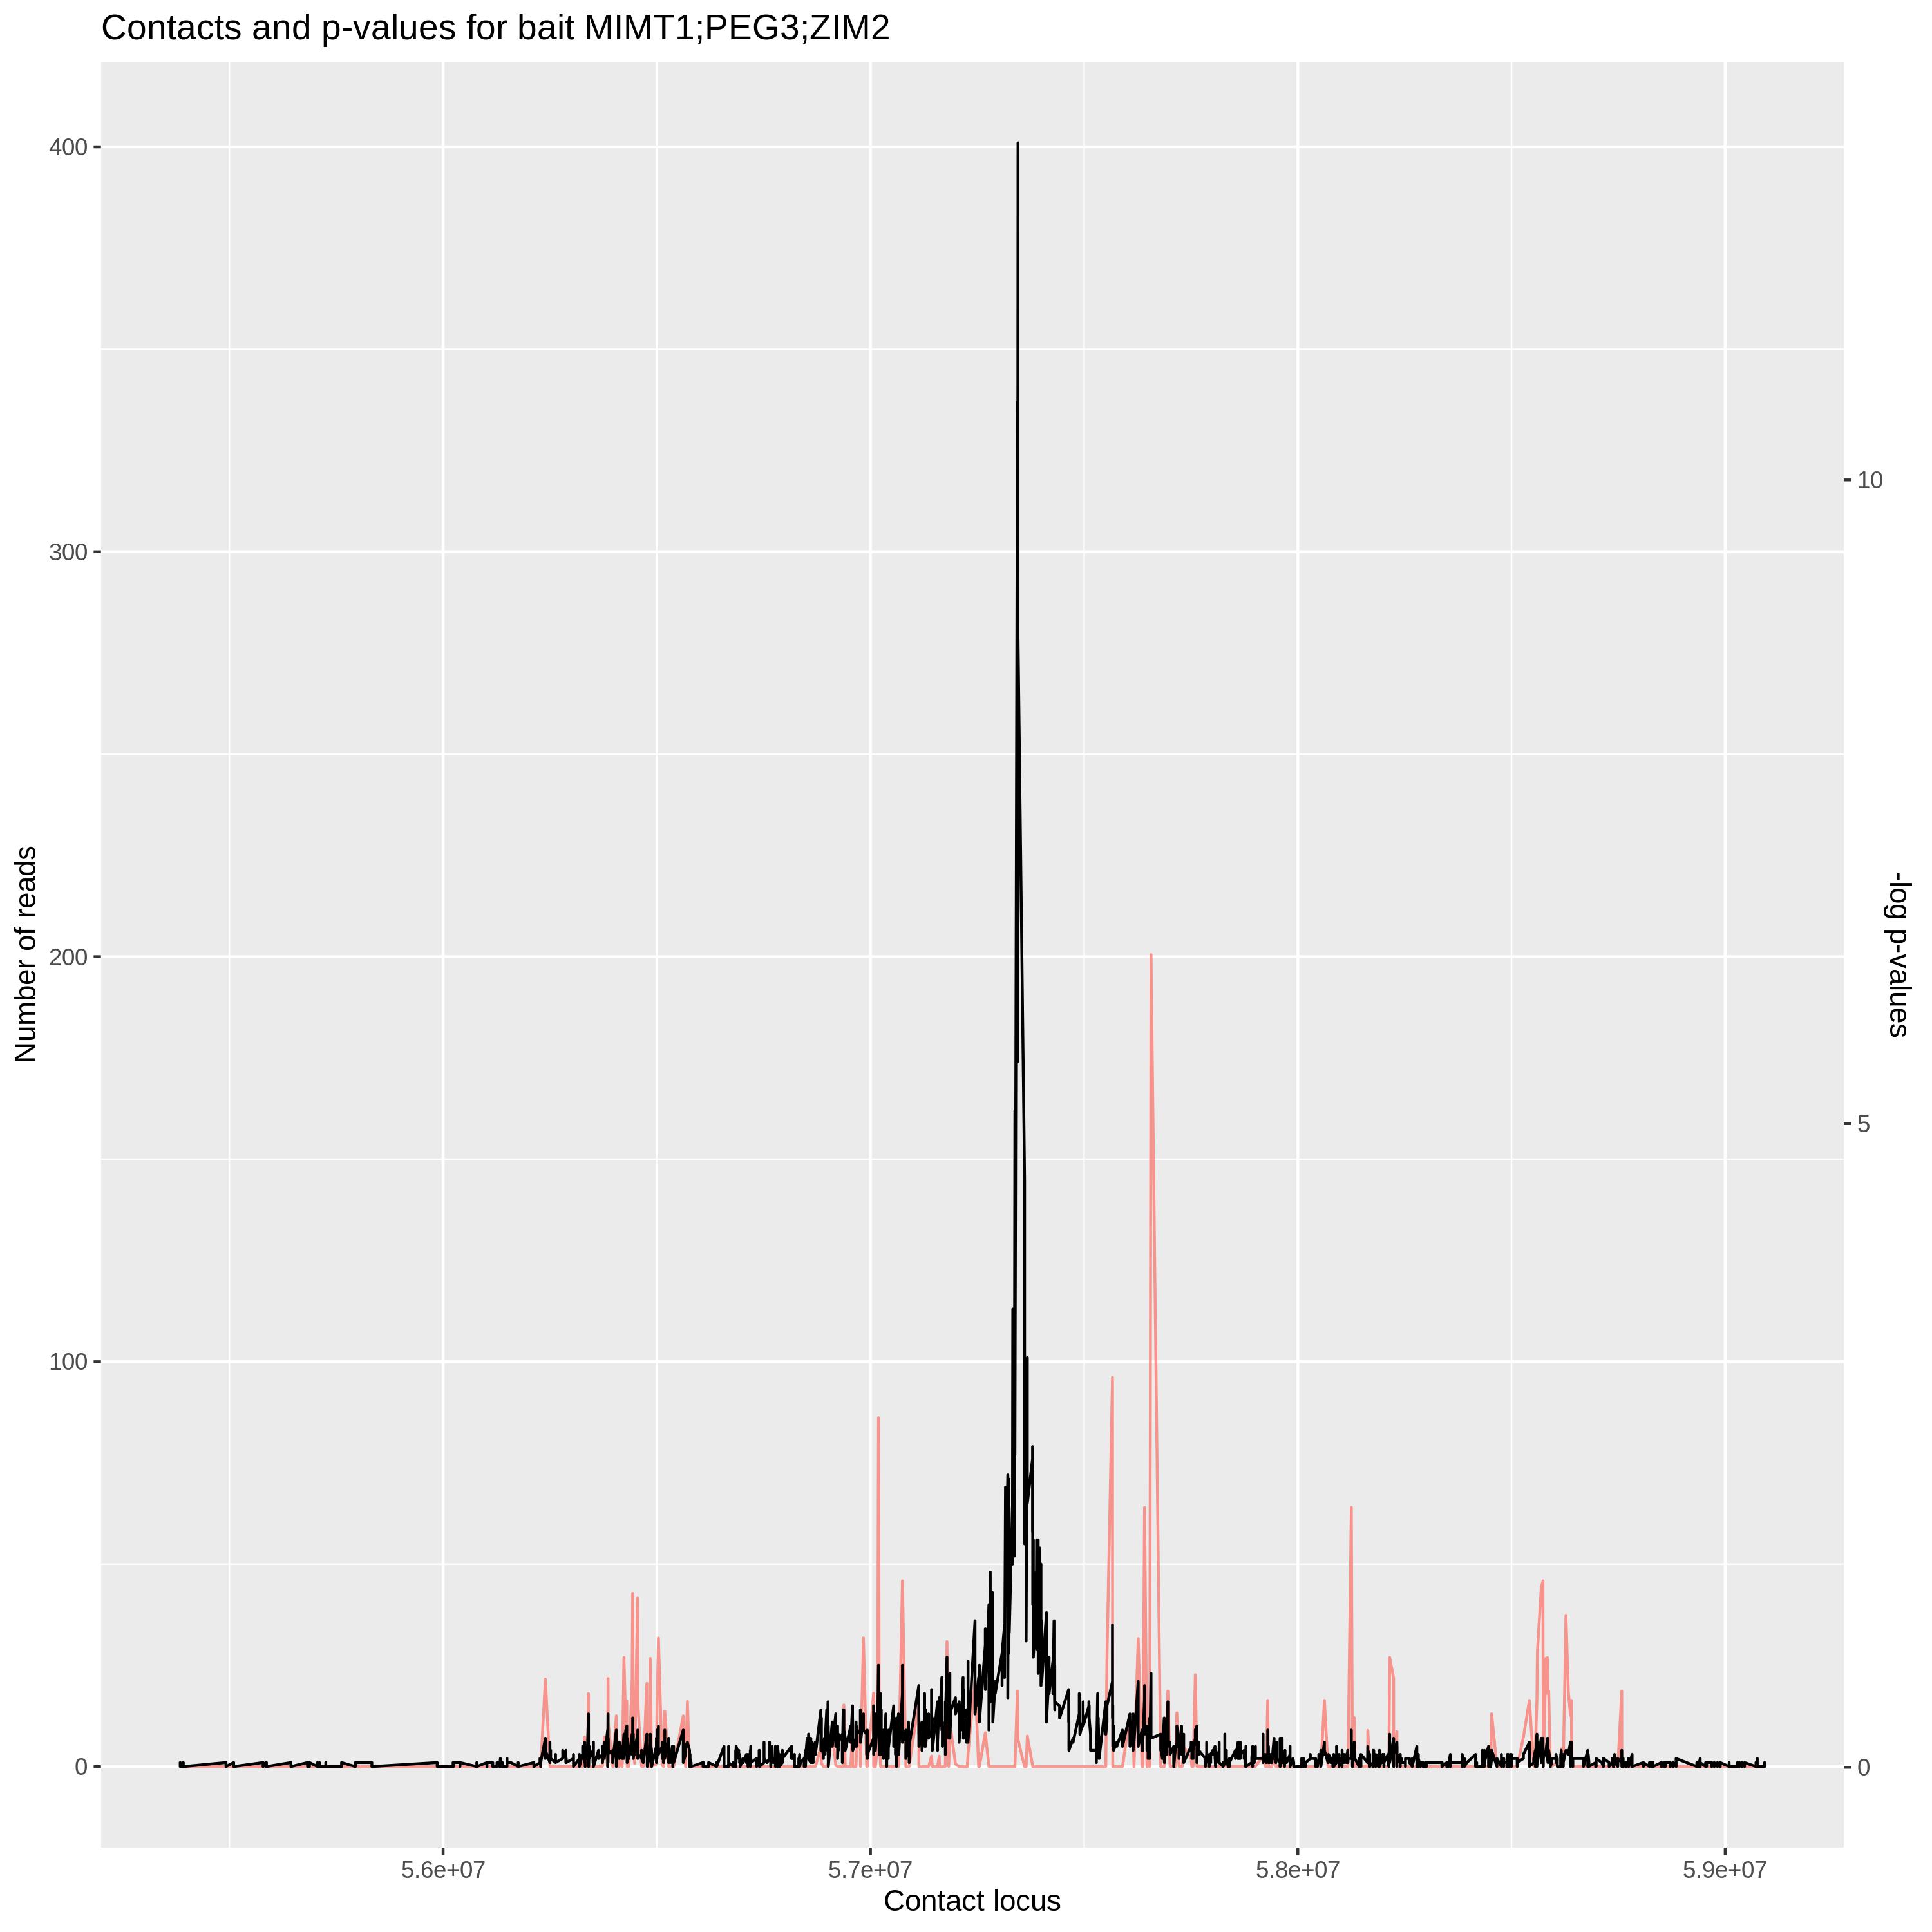 Contacts and p-values for bait MIMT1;PEG3;ZIM2
400
300
200
100
0
Number of reads
10
5
0
-log p-values
5.6e+07 5.7e+07 5.8e+07 5.9e+07
Contact locus